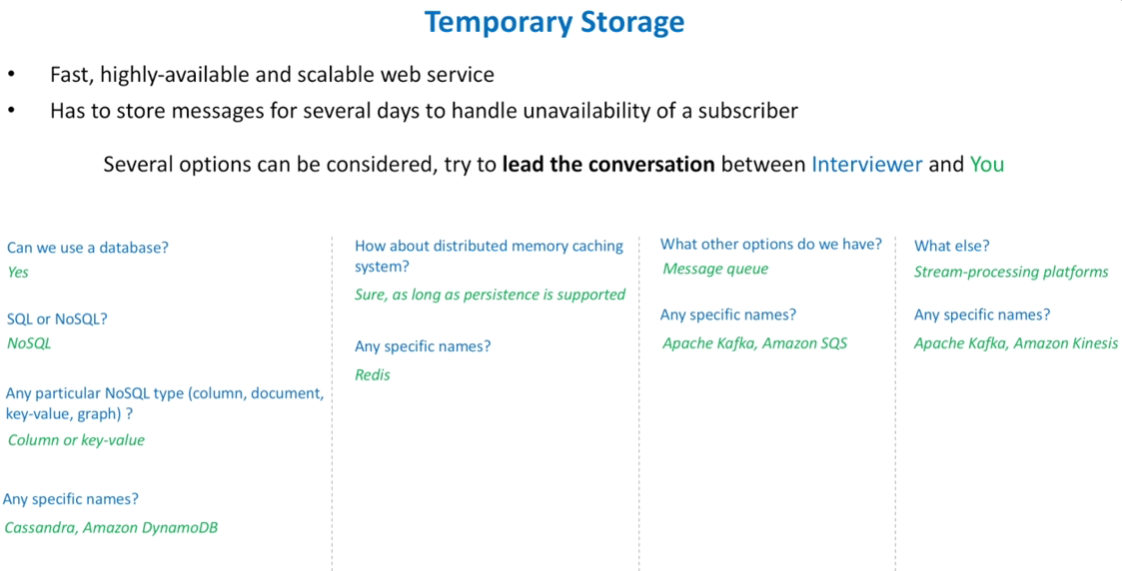 Temporary Storage
• Fast, highly-available and scalable web service
• Has to store messages for several days to handle unavailability of a subscriber
Several options can be considered, try to lead the conversation between Interviewer and You
Can we use a database?
Yes
SQL or NoSQL?
NoSQL
Any particular NoSQL type (column, document,
key-value, graph) ?
Column or key-value
Any specific names?
Cassandra, Amazon DynamoDB
How about distributed memory caching
system?
Sure, as long as persistence is supported
Any specific names?
Redis
What other options do we have?
Message queue
Any specific names?
Apache Kafka, Amazon SQS
What else?
Stream-processing platforms
Any specific names?
Apache Kafka, Amazon Kinesis